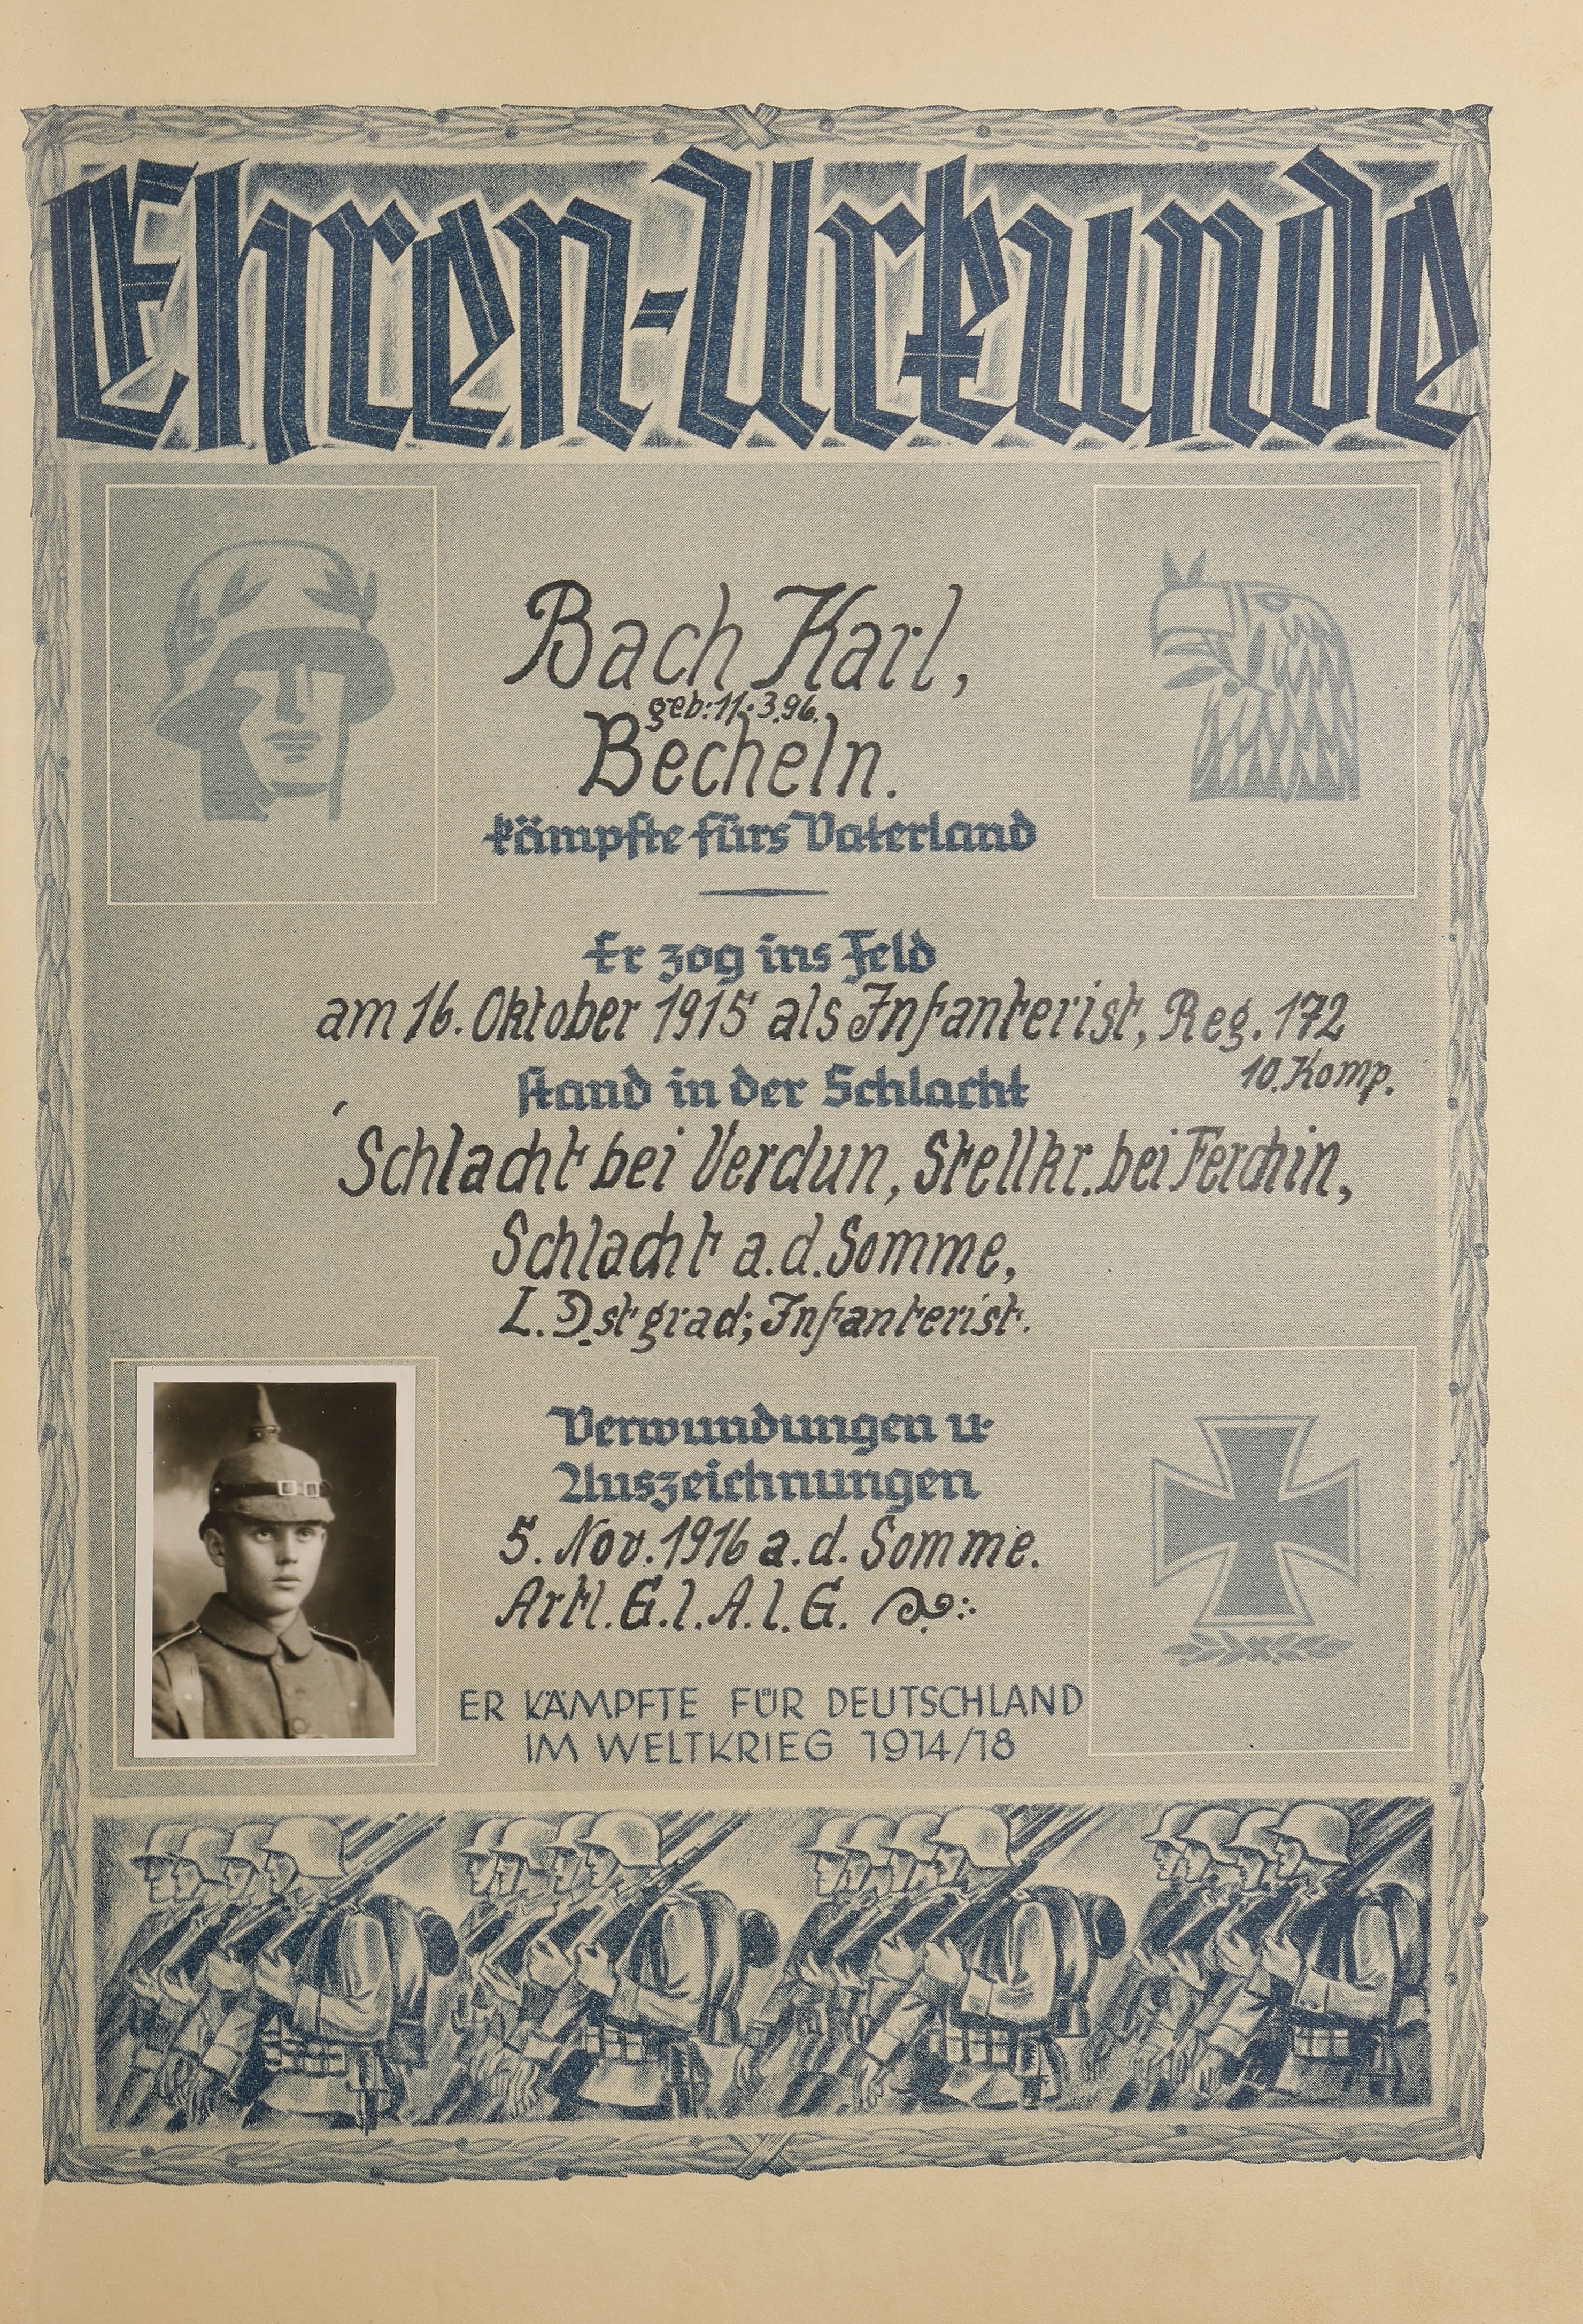 Ehren-Urkunde
Bach Karl,
geb: 11.3.96.
Becheln.
kämpfte fürs Vaterland
Er zog ins Feld
am 16. Oktober 1915 als Infanterist, Reg. 172
10. Komp.
stand in der Schlacht
Schlacht bei Verdun, Stellkr. bei Ferchin,
Schlacht a. d. Somme,
L. Dstgrad; Infanterist.
Verwundungen u.
Auszeichnungen
5. Nov. 1916 a. d. Somme.
Artl. G. l. A. l. G.
ER KÄMPFTE FÜR DEUTSCHLAND
IM WELTKRIEG 1914/18